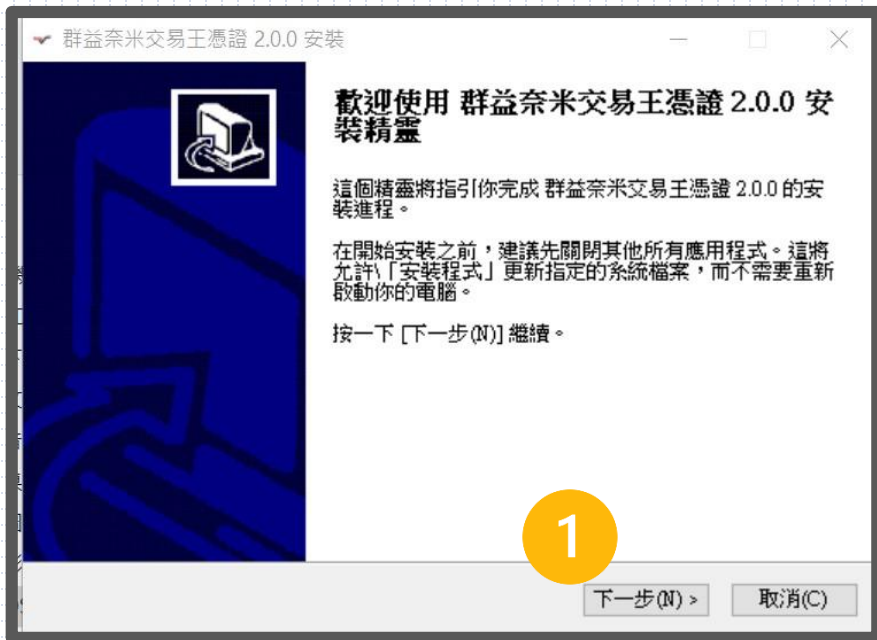 群益奈米交易王憑證 2.0.0 安裝
歡迎使用 群益奈米交易王憑證 2.0.0 安
裝精靈
這個精靈將指引你完成 群益奈米交易王憑證 2.0.0 的安
裝進程。
在開始安裝之前，建議先關閉其他所有應用程式。這將
允許\「安裝程式」更新指定的系統檔案，而不需要重新
啟動你的電腦。
按一下 [下一步(N)] 繼續。
1
下一步(N) >
取消(C)